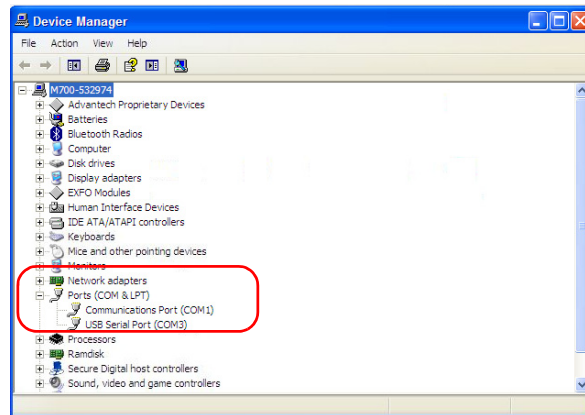 Device Manager
File Action View Help
M700-532974
Advantech Proprietary Devices
Batteries
Bluetooth Radios
Computer
Disk drives
Display adapters
EXFO Modules
Human Interface Devices
IDE ATA/ATAPI controllers
Keyboards
Mice and other pointing devices
Monitors
Network adapters
Ports (COM & LPT)
Communications Port (COM1)
USB Serial Port (COM3)
Processors
Ramdisk
Secure Digital host controllers
Sound, video and game controllers